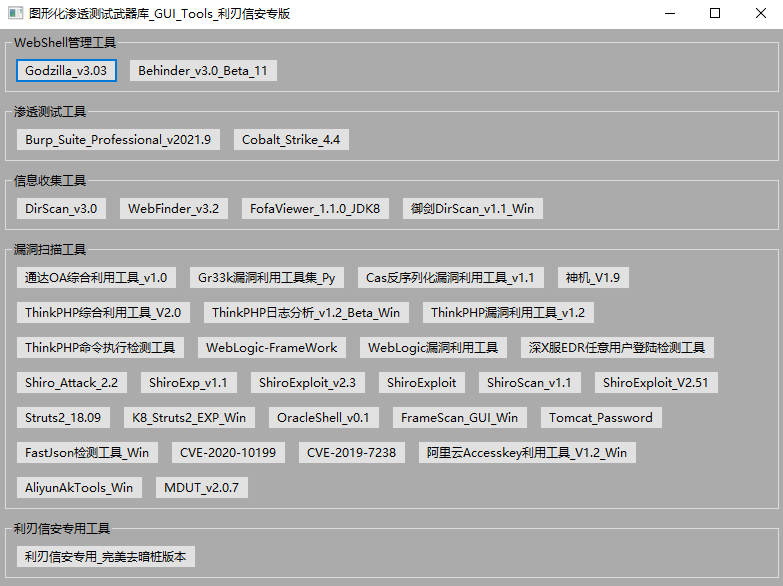 图形化渗透测试武器库_GUI_Tools_利刃信安专版
WebShell管理工具
Godzilla_v3.03 Behinder_v3.0_Beta_11
渗透测试工具
Burp_Suite_Professional_v2021.9 Cobalt_Strike_4.4
信息收集工具
DirScan_v3.0 WebFinder_v3.2 FofaViewer_1.1.0_JDK8 御剑DirScan_v1.1_Win
漏洞扫描工具
通达OA综合利用工具_v1.0 Gr33k漏洞利用工具集_Py Cas反序列化漏洞利用工具_v1.1 神机_V1.9
ThinkPHP综合利用工具_V2.0 ThinkPHP日志分析_v1.2_Beta_Win ThinkPHP漏洞利用工具_v1.2
ThinkPHP命令执行检测工具 WebLogic-FrameWork WebLogic漏洞利用工具 深X服EDR任意用户登陆检测工具
Shiro_Attack_2.2 ShiroExp_v1.1 ShiroExploit_v2.3 ShiroExploit ShiroScan_v1.1 ShiroExploit_V2.51
Struts2_18.09 K8_Struts2_EXP_Win OracleShell_v0.1 FrameScan_GUI_Win Tomcat_Password
FastJson检测工具_Win CVE-2020-10199 CVE-2019-7238 阿里云Accesskey利用工具_V1.2_Win
AliyunAkTools_Win MDUT_v2.0.7
利刃信安专用工具
利刃信安专用_完美去暗桩版本